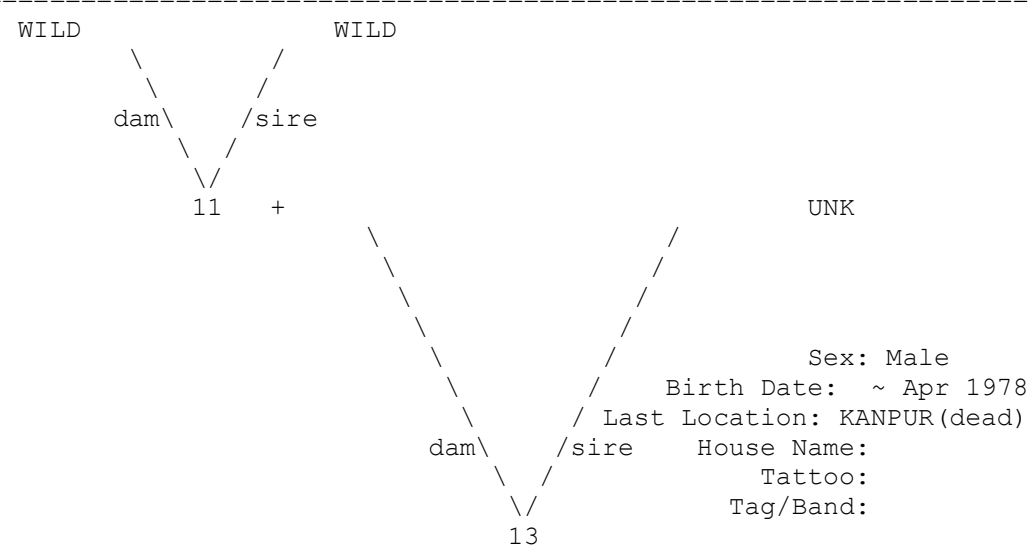 WILD WILD
dam\ /sire
11 +
UNK
Sex: Male
Birth Date: ~ Apr 1978
Last Location: KANPUR(dead)
dam\ /sire House Name:
Tattoo:
Tag/Band:
13